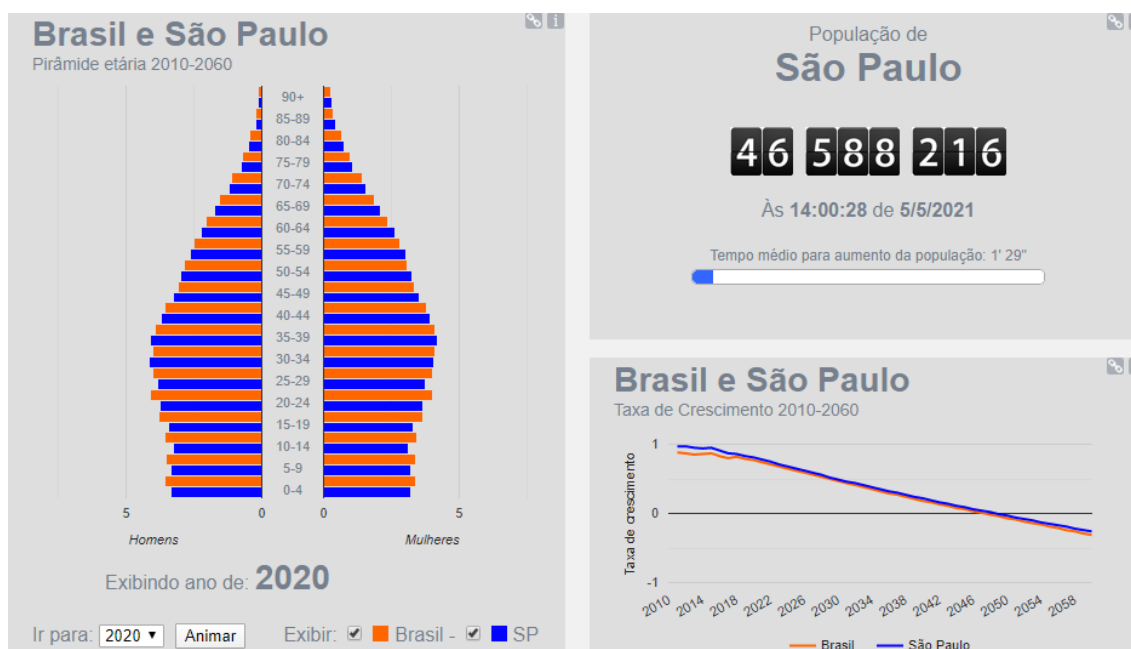 Brasil e São Paulo
Pirâmide etária 2010-2060
90+
85-89
80-84
75-79
70-74
65-69
60-64
55-59
50-54
45-49
40-44
35-39
30-34
25-29
20-24
15-19
10-14
5-9
0-4
5 0 0 5
Homens Mulheres
Exibindo ano de: 2020
Ir para: 2020 Animar Exibir: Brasil - SP
População de
São Paulo
46 588 216
Às 14:00:28 de 5/5/2021
Tempo médio para aumento da população: 1' 29"
Brasil e São Paulo
Taxa de Crescimento 2010-2060
Taxa de crescimento
1
0
-1
2010 2014 2018 2022 2026 2030 2034 2038 2042 2046 2050 2054 2058
Brasil São Paulo